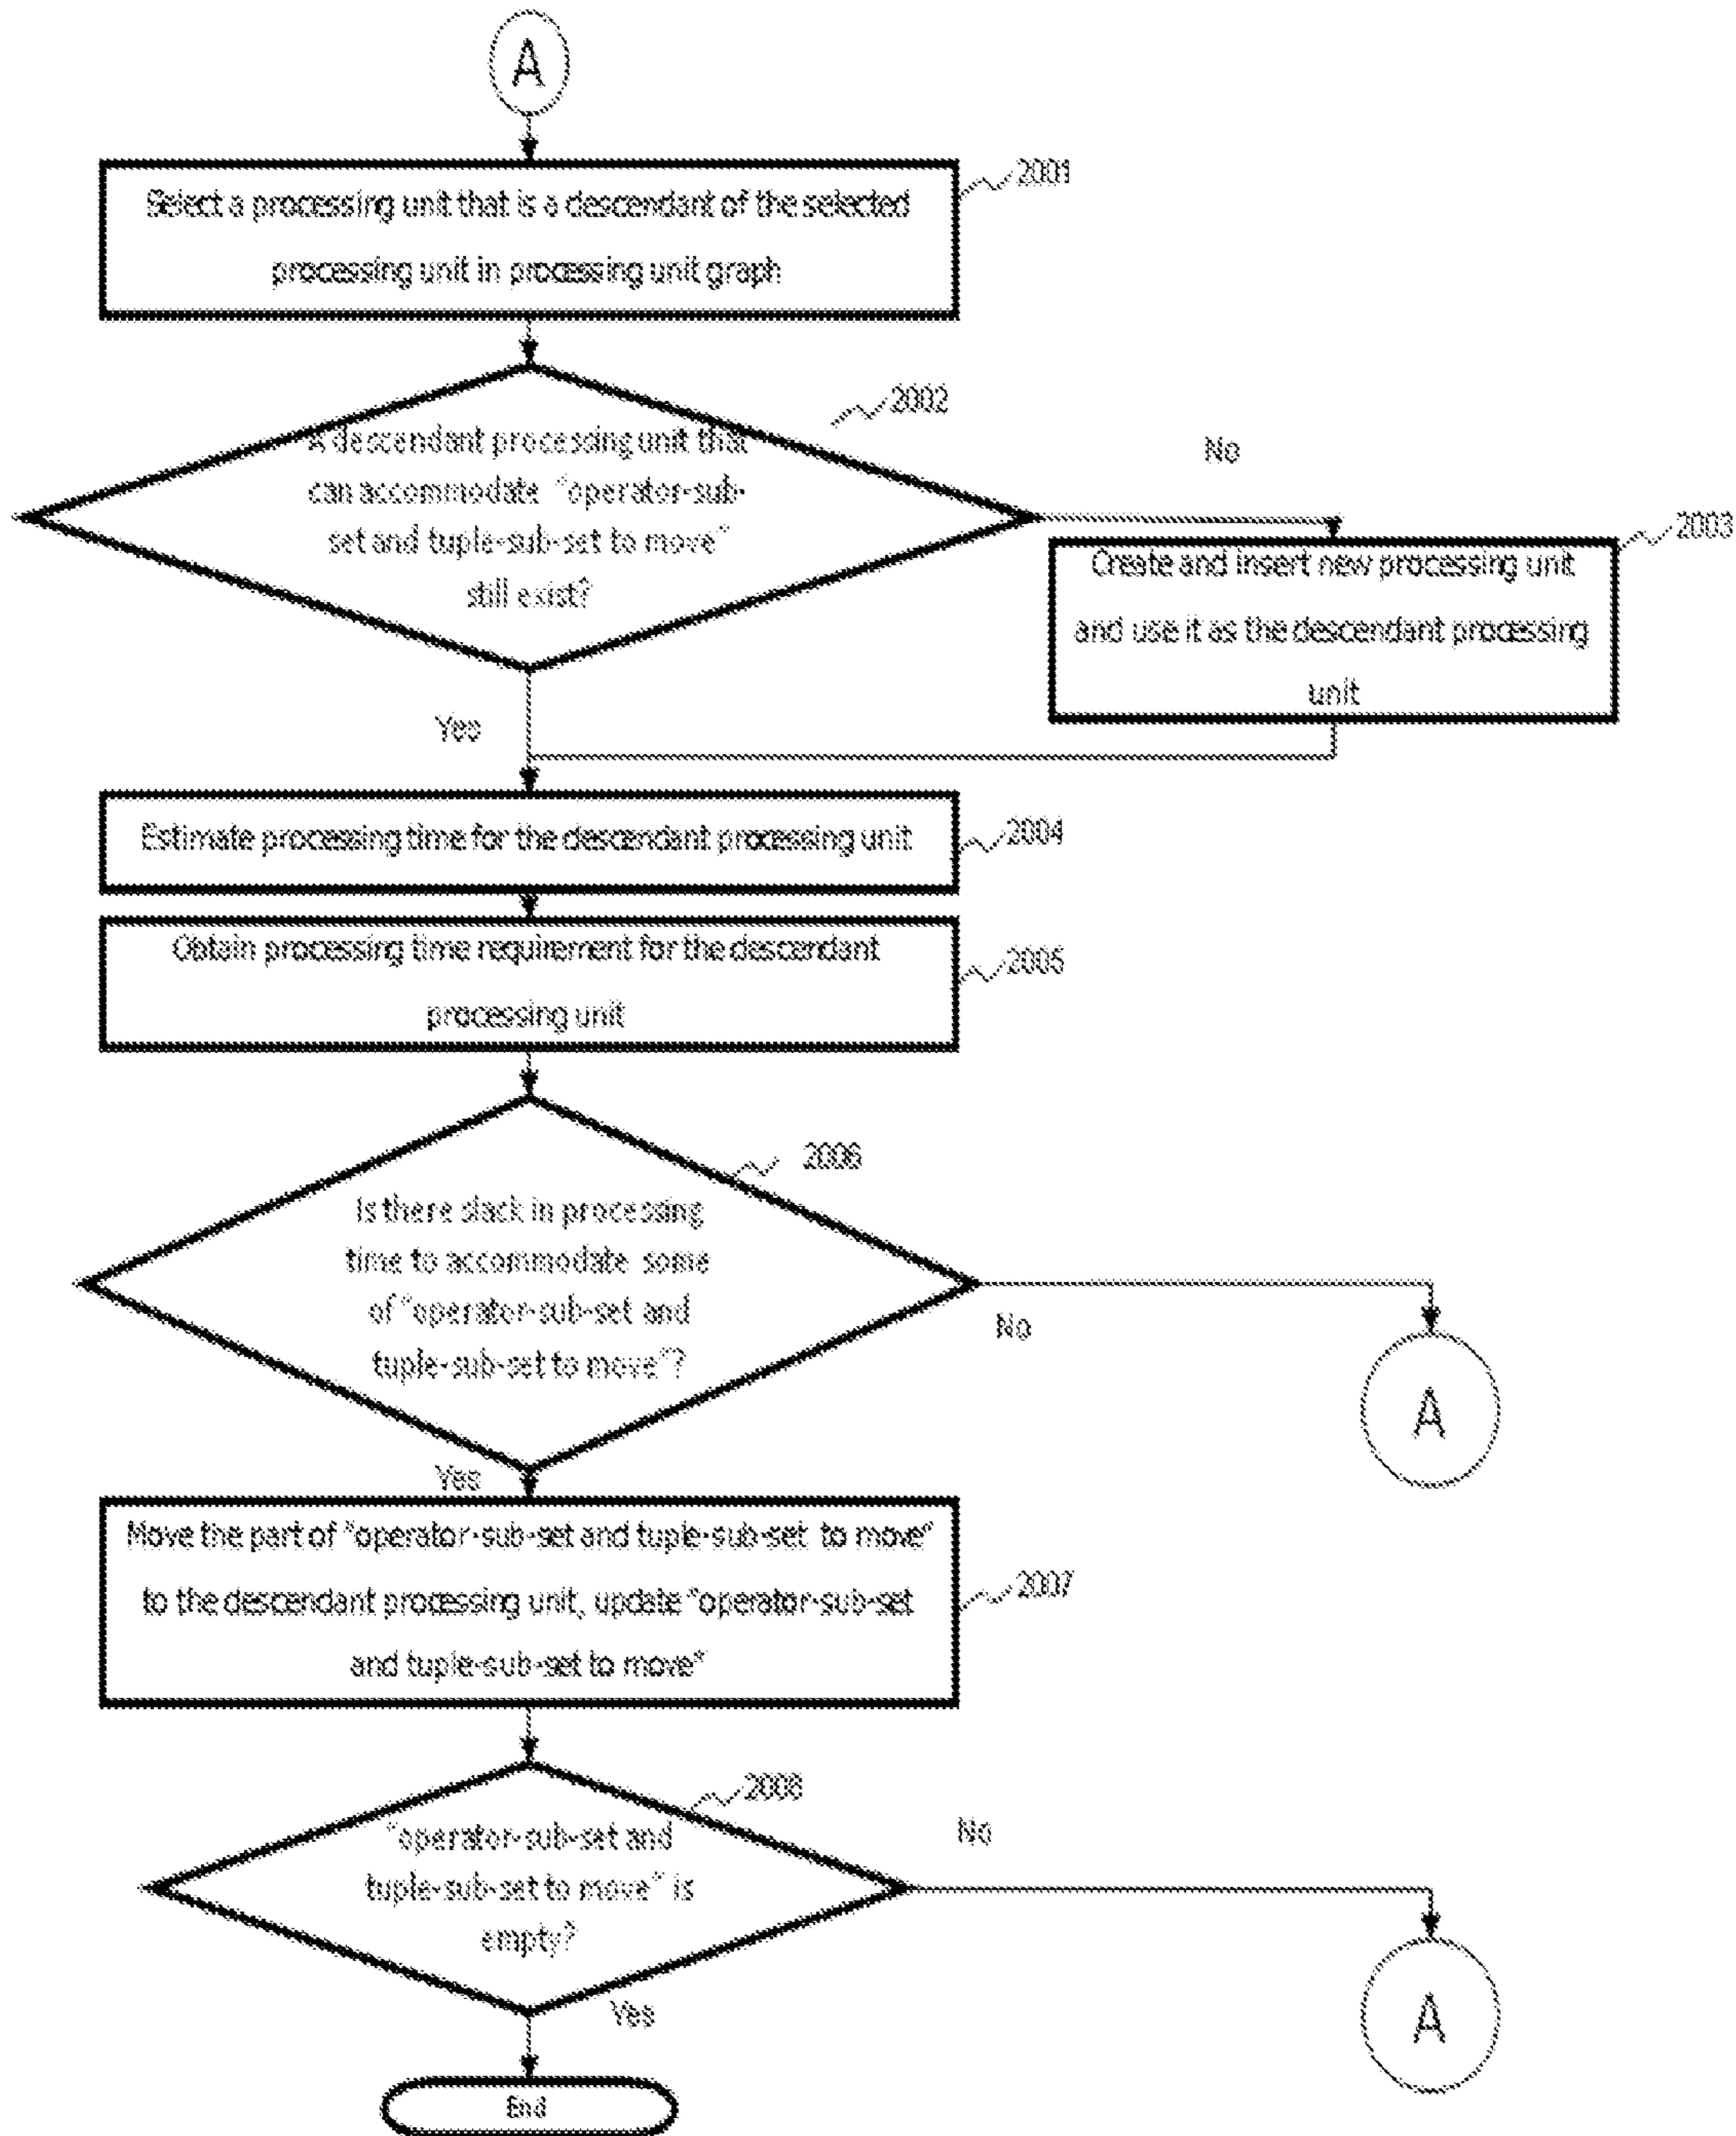 A
2001
Select a processing unit that is a descendant of the selected
processing unit in processing unit graph
2002
A descendant processing unit that
can accommodate "operator-sub-
set and tuple-sub-set to move"
still exist?
No
2003
Create and insert new processing unit
and use it as the descendant processing
unit
Yes
Estimate processing time for the descendant processing unit
2004
Obtain processing time requirement for the descendant
processing unit
2005
2006
Is there slack in processing
time to accommodate some
of "operator-sub-set and
tuple-sub-set to move"?
No
A
Yes
Move the part of "operator-sub-set and tuple-sub-set to move"
to the descendant processing unit, update "operator-sub-set
and tuple-sub-set to move"
2007
2008
"operator-sub-set and
tuple-sub-set to move" is
empty?
No
A
Yes
End